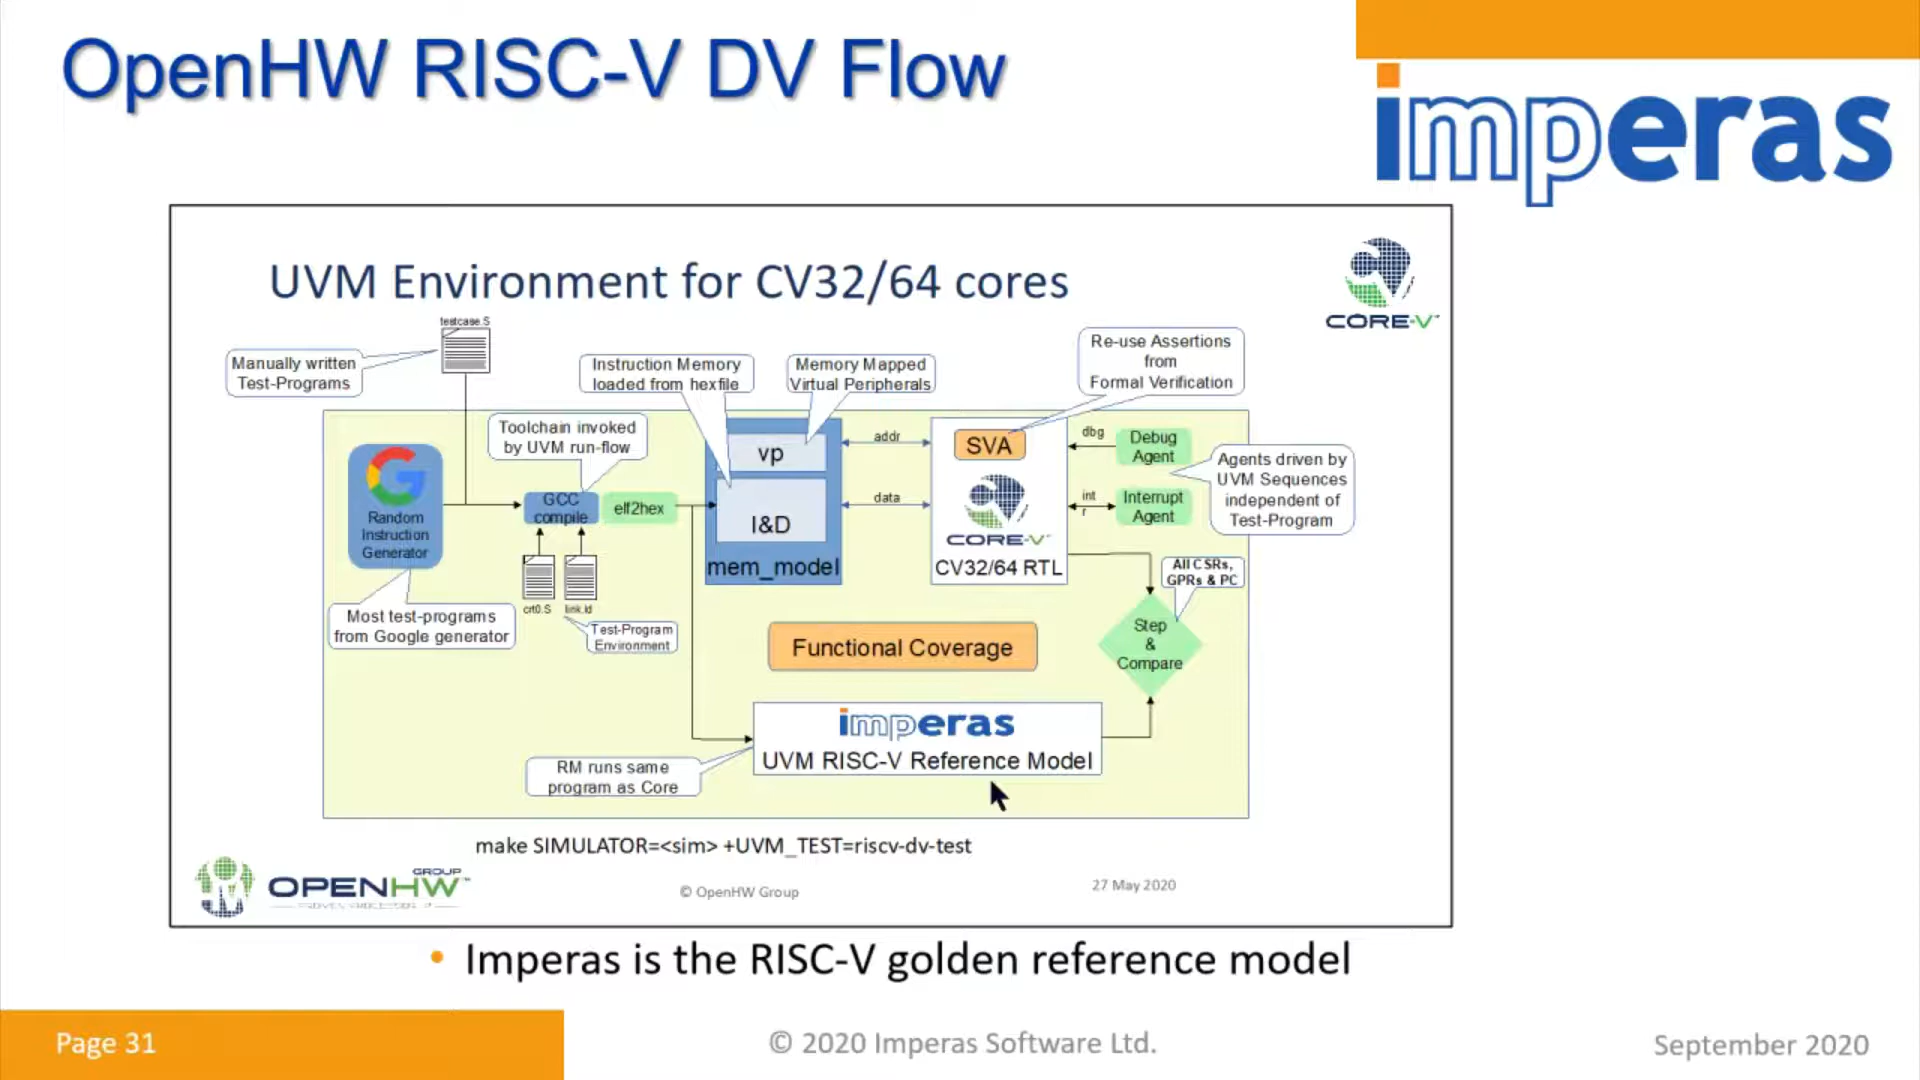 OpenHW RISC-V DV Flow
imperas
UVM Environment for CV32/64 cores
CORE-V™
testcase.S
Manually written
Test-Programs
Instruction Memory
loaded from hexfile
Memory Mapped
Virtual Peripherals
Re-use Assertions
from
Formal Verification
Toolchain invoked
by UVM run-flow
Random
Instruction
Generator
GCC
compile
elf2hex
vp
I&D
mem_model
addr
data
SVA
CORE-V™
CV32/64 RTL
dbg
Debug
Agent
int
r
Interrupt
Agent
Agents driven by
UVM Sequences
independent of
Test-Program
All CSRs,
GPRs & PC
crt0.S
link.ld
Most test-programs
from Google generator
Test-Program
Environment
Functional Coverage
Step
&
Compare
imperas
UVM RISC-V Reference Model
RM runs same
program as Core
make SIMULATOR=<sim> +UVM_TEST=riscv-dv-test
OPENHW™
GROUP
© OpenHW Group
27 May 2020
• Imperas is the RISC-V golden reference model
Page 31
© 2020 Imperas Software Ltd.
September 2020